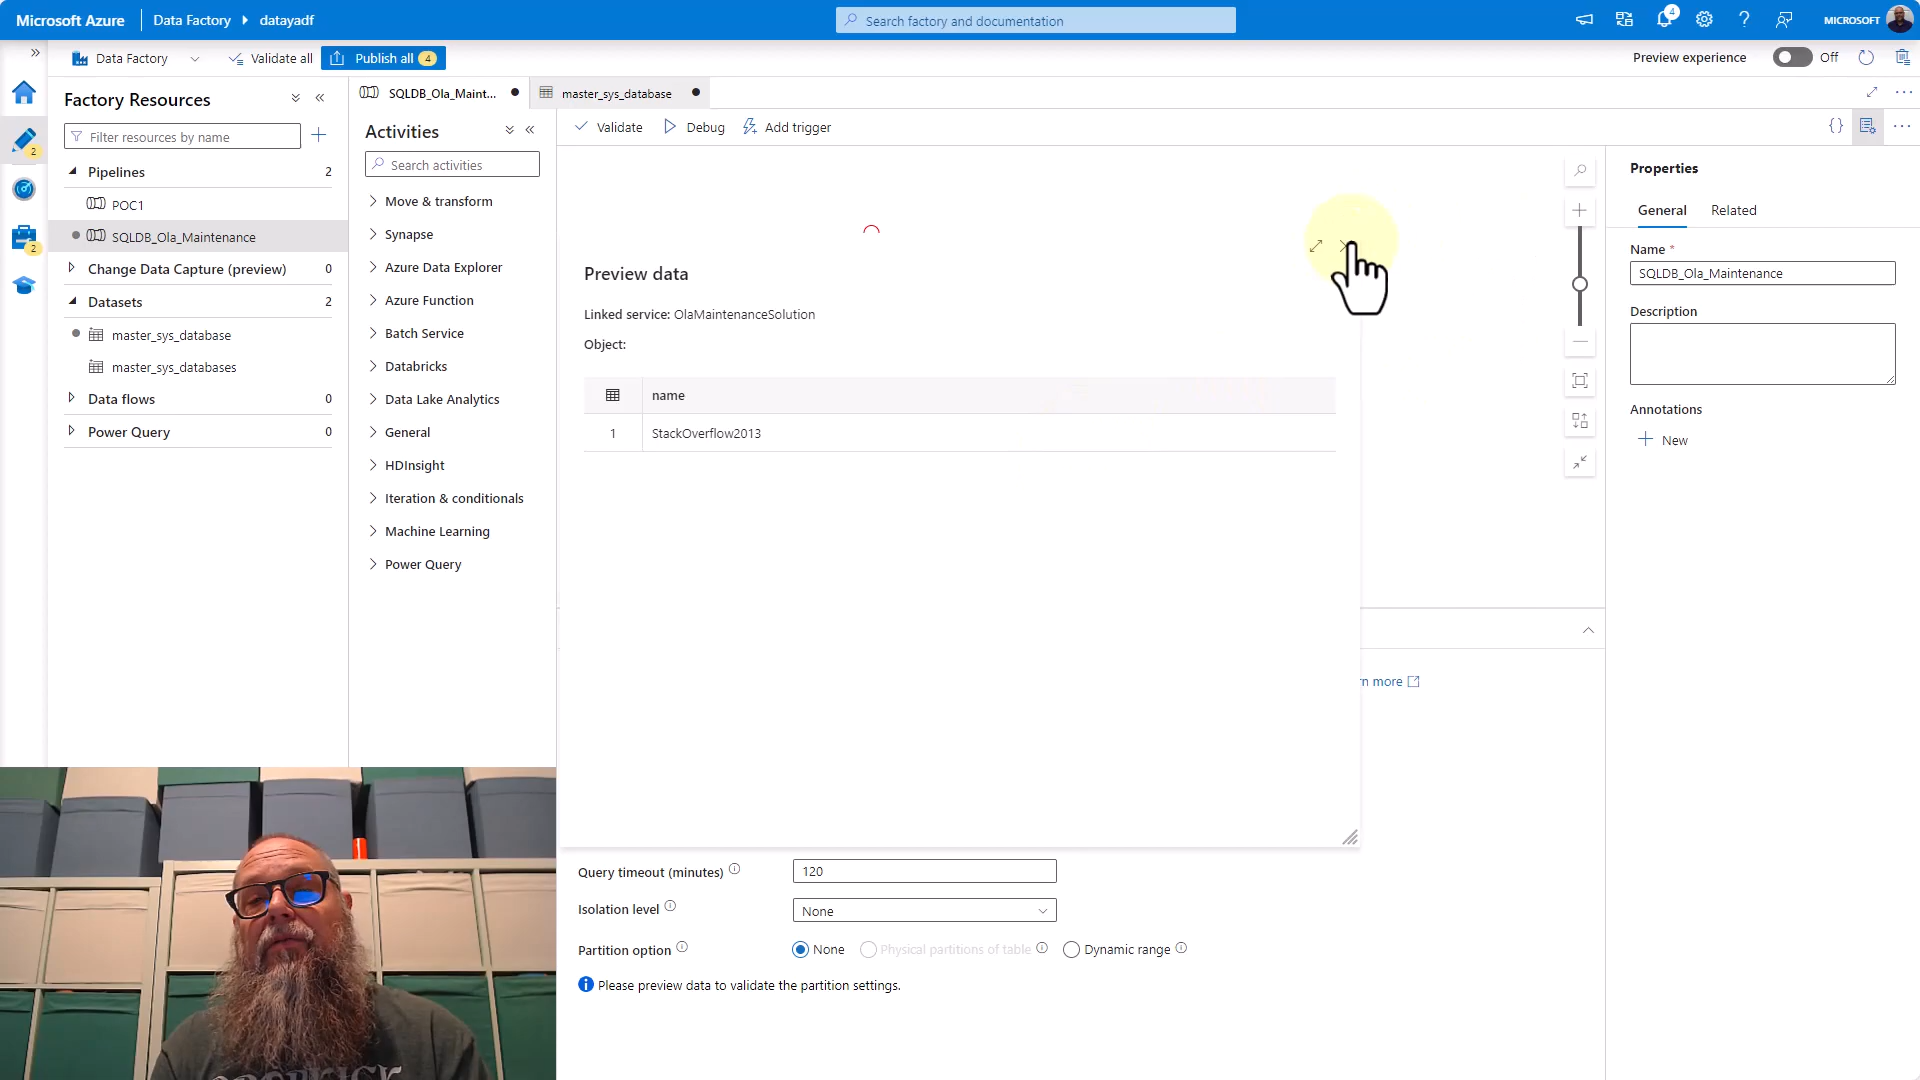 Microsoft Azure
Data Factory
datayadf
Search factory and documentation
4
MICROSOFT
Data Factory
Validate all
Publish all
4
Preview experience
Off
2
2
Factory Resources
Filter resources by name
Pipelines
2
POC1
SQLDB_Ola_Maintenance
Change Data Capture (preview)
0
Datasets
2
master_sys_database
master_sys_databases
Data flows
0
Power Query
0
SQLDB_Ola_Maint...
master_sys_database
Activities
Search activities
Move & transform
Synapse
Azure Data Explorer
Azure Function
Batch Service
Databricks
Data Lake Analytics
General
HDInsight
Iteration & conditionals
Machine Learning
Power Query
Validate
Debug
Add trigger
Preview data
Linked service: OlaMaintenanceSolution
Object:
name
1
StackOverflow2013
rn more
Query timeout (minutes)
120
Isolation level
None
Partition option
None
Physical partitions of table
Dynamic range
Please preview data to validate the partition settings.
Properties
General
Related
Name *
SQLDB_Ola_Maintenance
Description
Annotations
New